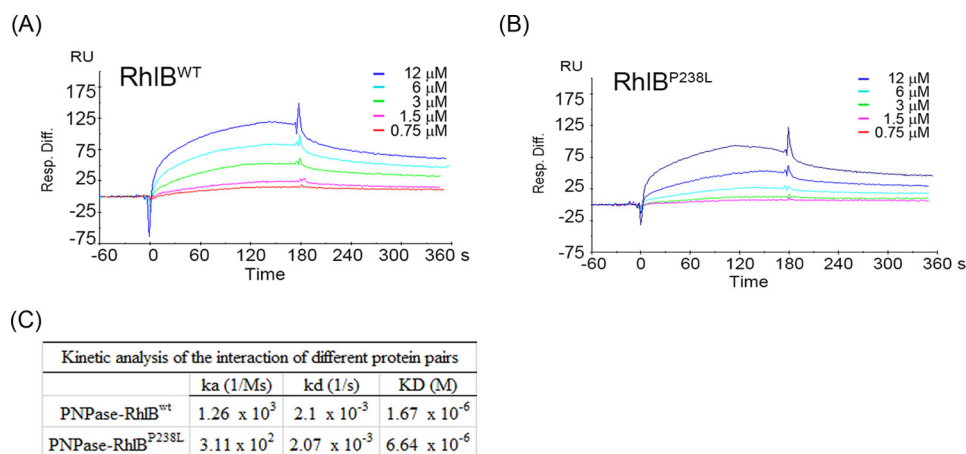 (A)
RU
RhlB^WT
12 µM
6 µM
3 µM
1.5 µM
0.75 µM
175
125
75
25
-25
-75
Resp. Diff.
-60 0 60 120 180 240 300 360 s
Time
(B)
RU
RhlB^P238L
12 µM
6 µM
3 µM
1.5 µM
0.75 µM
175
125
75
25
-25
-75
Resp. Diff.
-60 0 60 120 180 240 300 360 s
Time
(C)
Kinetic analysis of the interaction of different protein pairs
ka (1/Ms) kd (1/s) KD (M)
PNPase-RhlB^wt 1.26 x 10^3 2.1 x 10^-3 1.67 x 10^-6
PNPase-RhlB^P238L 3.11 x 10^2 2.07 x 10^-3 6.64 x 10^-6